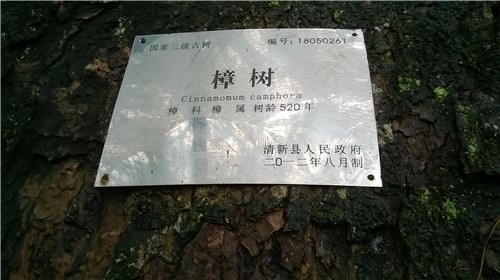 国家三级古树 编号：18050261
樟树
Cinnamomum camphora
樟科樟属 树龄520年
清新县人民政府
二〇一二年八月制